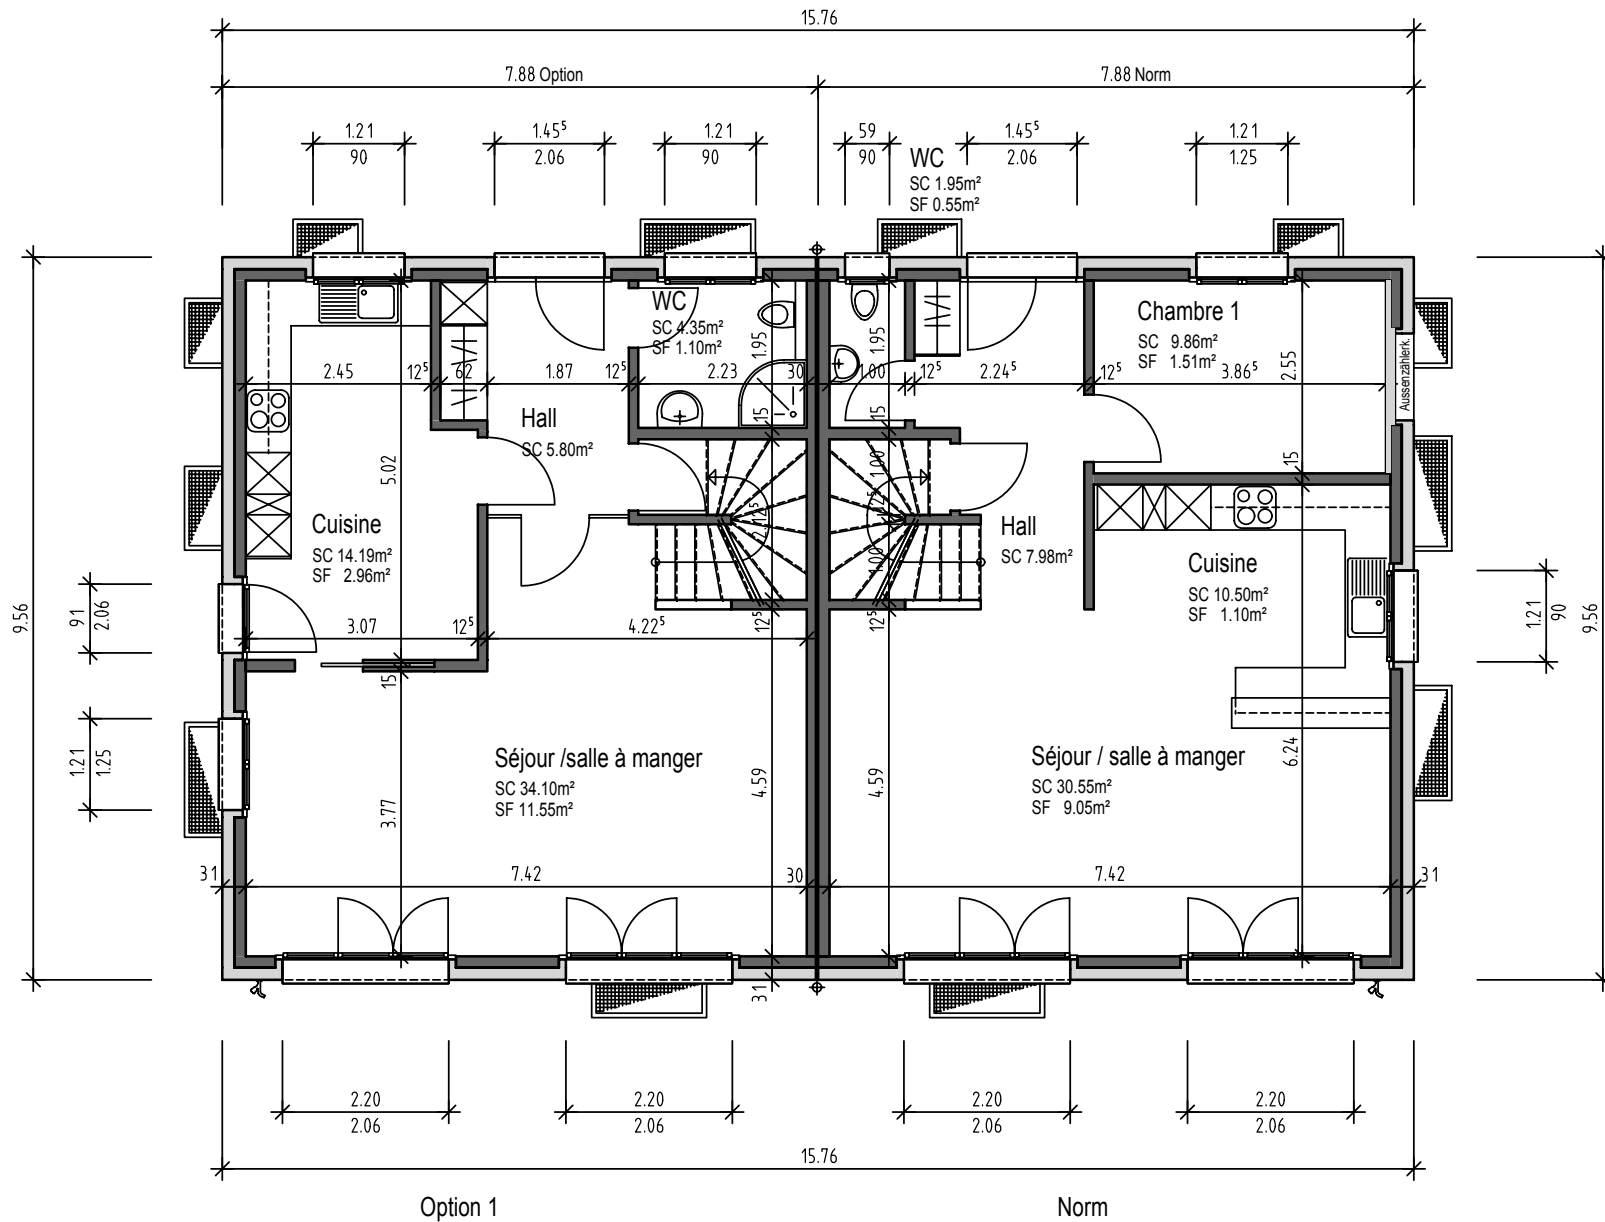 15.76
7.88 Option
7.88 Norm
1.21
90
1.45⁵
2.06
1.21
90
59
90
1.45⁵
2.06
1.21
1.25
WC
SC 1.95m²
SF 0.55m²
WC
SC 4.35m²
SF 1.10m²
1.95
1.95
Chambre 1
SC 9.86m²
SF 1.51m²
2.55
Aussenzählerk.
2.45
12⁵
62
1.87
12⁵
2.23
30
1.00
12⁵
2.24⁵
12⁵
3.86⁵
Hall
SC 5.80m²
15
15
15
5.02
1.00
2.12⁵
1.12⁵
1.00
Cuisine
SC 14.19m²
SF 2.96m²
Hall
SC 7.98m²
Cuisine
SC 10.50m²
SF 1.10m²
9.56
91
2.06
1.21
90
9.56
3.07
12⁵
4.22⁵
12⁵
12⁵
15
1.21
1.25
Séjour /salle à manger
SC 34.10m²
SF 11.55m²
3.77
4.59
4.59
Séjour / salle à manger
SC 30.55m²
SF 9.05m²
6.24
31
7.42
30
7.42
31
31
2.20
2.06
2.20
2.06
2.20
2.06
2.20
2.06
15.76
Option 1
Norm